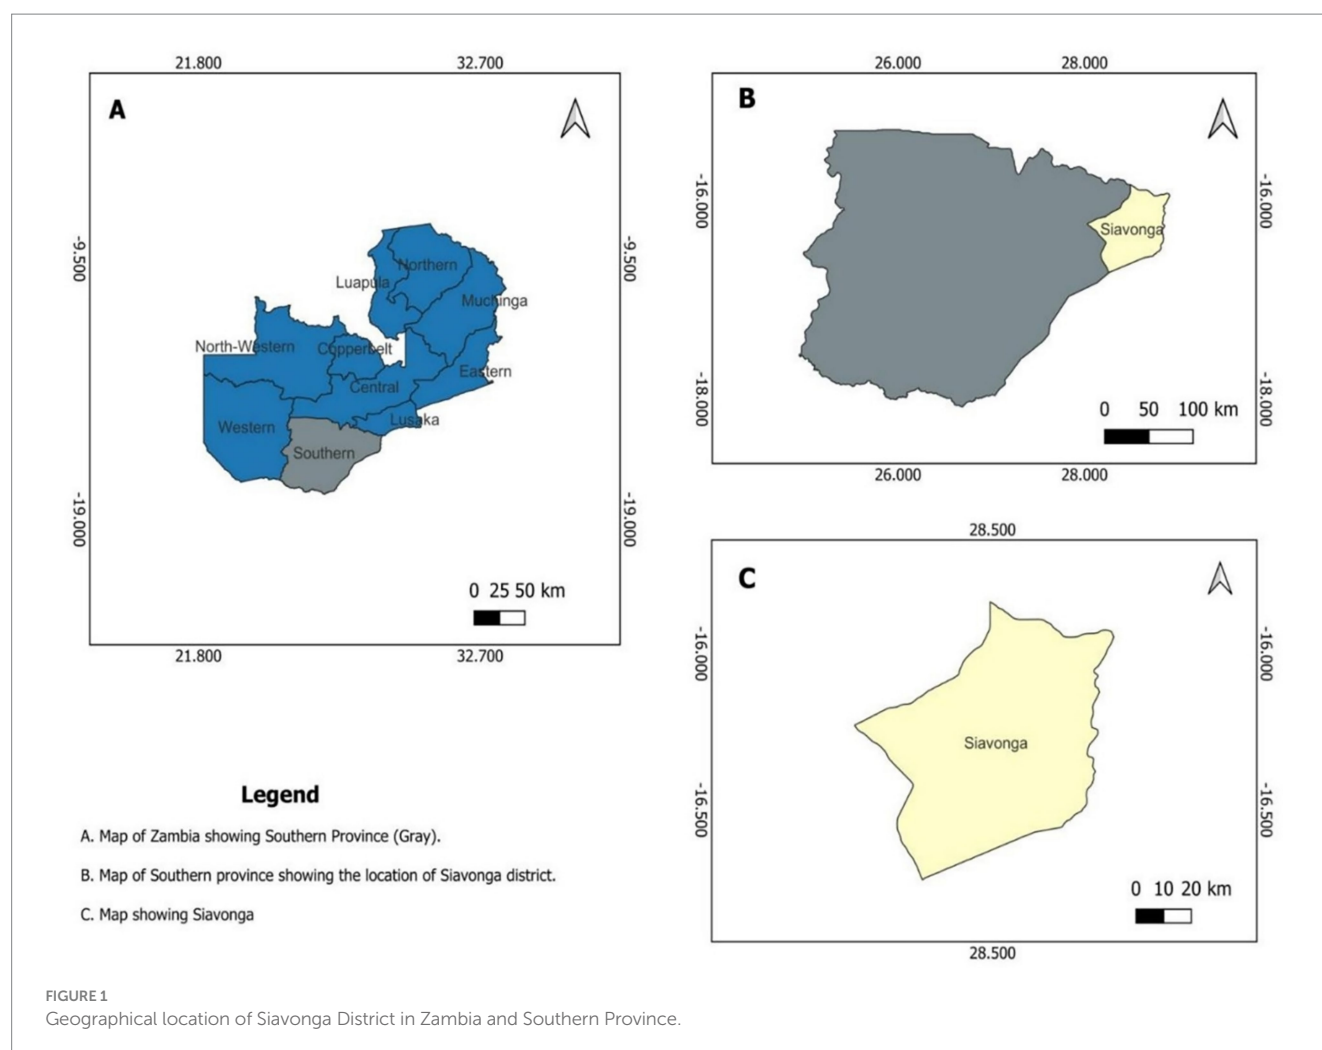 21.800 32.700
A
-9.500 -9.500
Northern
Luapula
Muchinga
North-Western
Copperbelt
Eastern
Central
Lusaka
Western
Southern
-19.000 -19.000
0 25 50 km
21.800 32.700
26.000 28.000
B
-16.000 -16.000
Siavonga
-18.000 -18.000
0 50 100 km
26.000 28.000
28.500
C
-16.000 -16.000
Siavonga
-16.500 -16.500
0 10 20 km
28.500
Legend
A. Map of Zambia showing Southern Province (Gray).
B. Map of Southern province showing the location of Siavonga district.
C. Map showing Siavonga
FIGURE 1
Geographical location of Siavonga District in Zambia and Southern Province.